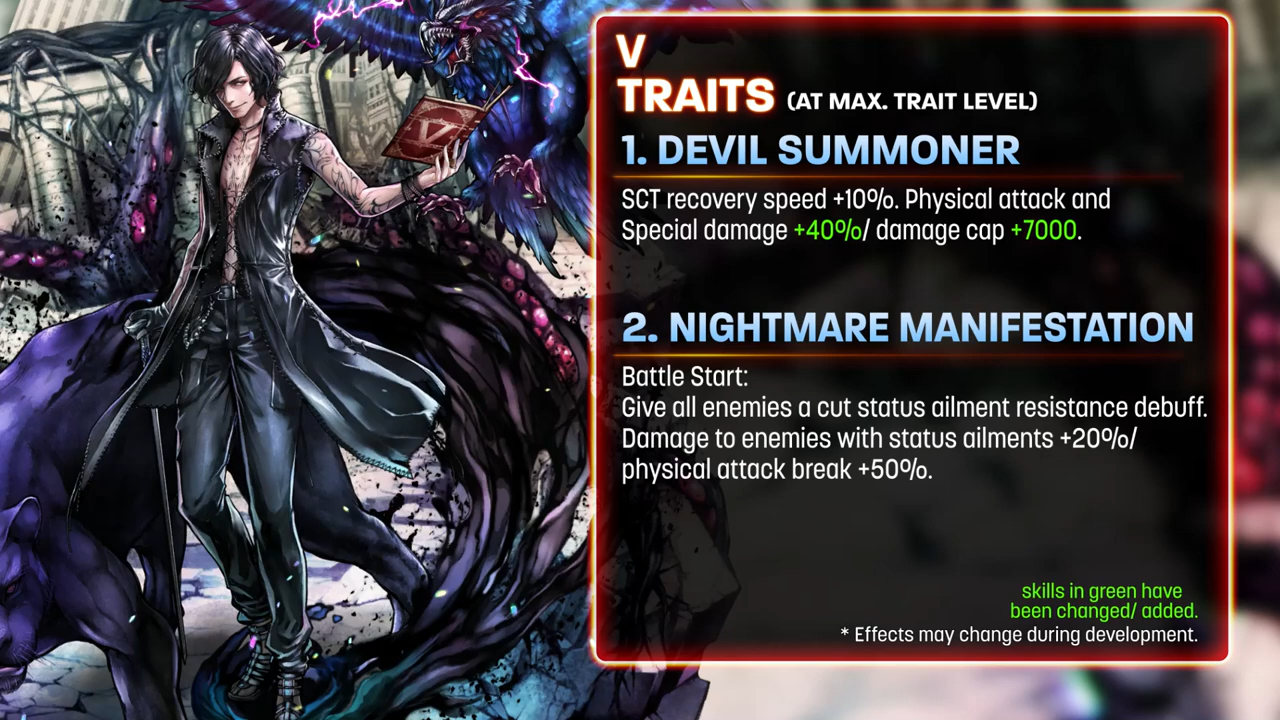 V
TRAITS (AT MAX. TRAIT LEVEL)
1. DEVIL SUMMONER
SCT recovery speed +10%. Physical attack and
Special damage +40%/ damage cap +7000.
2. NIGHTMARE MANIFESTATION
Battle Start:
Give all enemies a cut status ailment resistance debuff.
Damage to enemies with status ailments +20%/
physical attack break +50%.
skills in green have
been changed/ added.
* Effects may change during development.
V